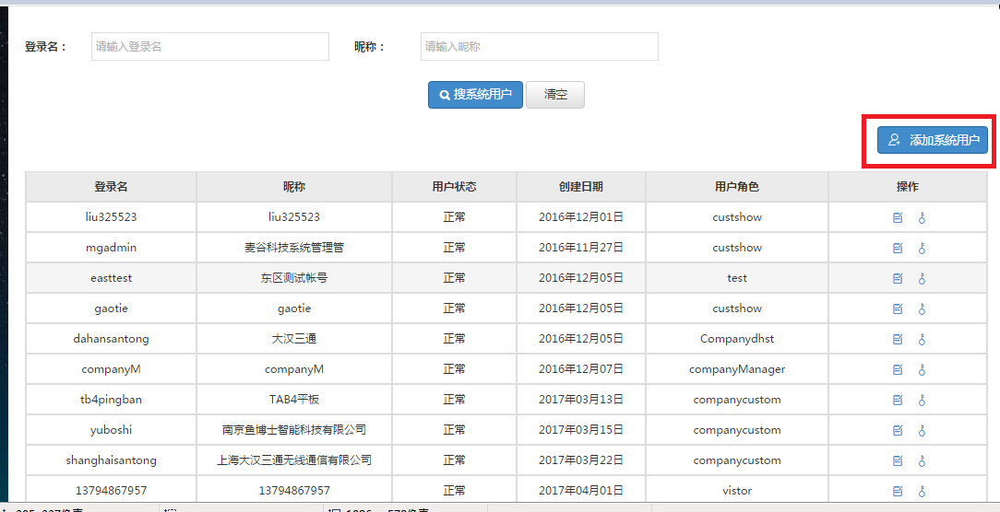 登录名： 请输入登录名 昵称： 请输入昵称
搜系统用户 清空
添加系统用户
登录名 昵称 用户状态 创建日期 用户角色 操作
liu325523 liu325523 正常 2016年12月01日 custshow
mgadmin 麦谷科技系统管理管 正常 2016年11月27日 custshow
easttest 东区测试帐号 正常 2016年12月05日 test
gaotie gaotie 正常 2016年12月05日 custshow
dahansantong 大汉三通 正常 2016年12月05日 Companydhst
companyM companyM 正常 2016年12月07日 companyManager
tb4pingban TAB4平板 正常 2017年03月13日 companycustom
yuboshi 南京鱼博士智能科技有限公司 正常 2017年03月15日 companycustom
shanghaisantong 上海大汉三通无线通信有限公司 正常 2017年03月22日 companycustom
13794867957 13794867957 正常 2017年04月01日 vistor